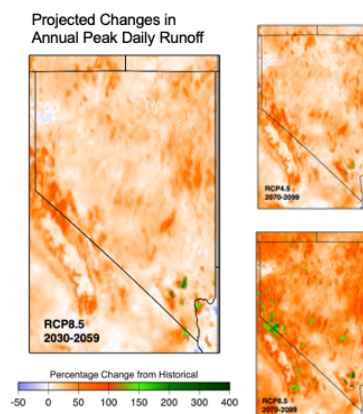 Projected Changes in
Annual Peak Daily Runoff
RCP8.5
2030-2059
RCP4.5
2070-2099
RCP8.5
2070-2099
Percentage Change from Historical
-50 0 50 100 150 200 300 400